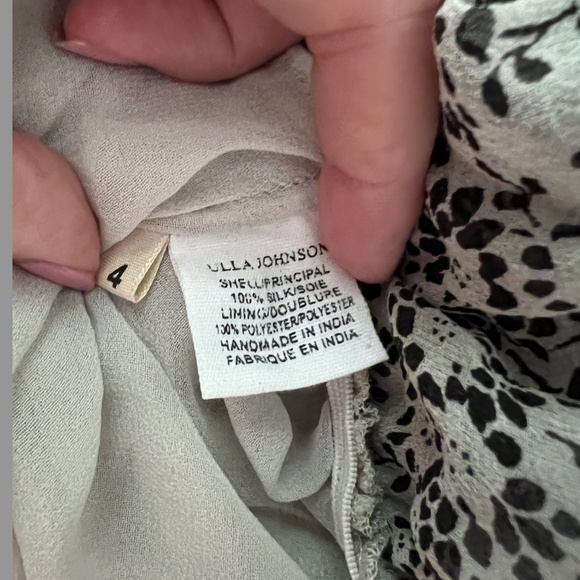 ULLA JOHNSON
SHELL/PRINCIPAL
100% SILK/SOIE
LINING/DOUBLURE
100% POLYESTER/POLYESTER
HANDMADE IN INDIA
FABRIQUE EN INDIA
4